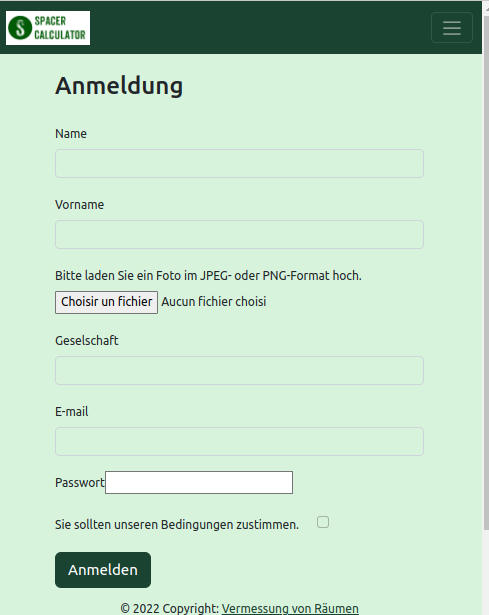 SPACER
CALCULATOR
Anmeldung
Name
Vorname
Bitte laden Sie ein Foto im JPEG- oder PNG-Format hoch.
Choisir un fichier Aucun fichier choisi
Geselschaft
E-mail
Passwort
Sie sollten unseren Bedingungen zustimmen.
Anmelden
© 2022 Copyright: Vermessung von Räumen